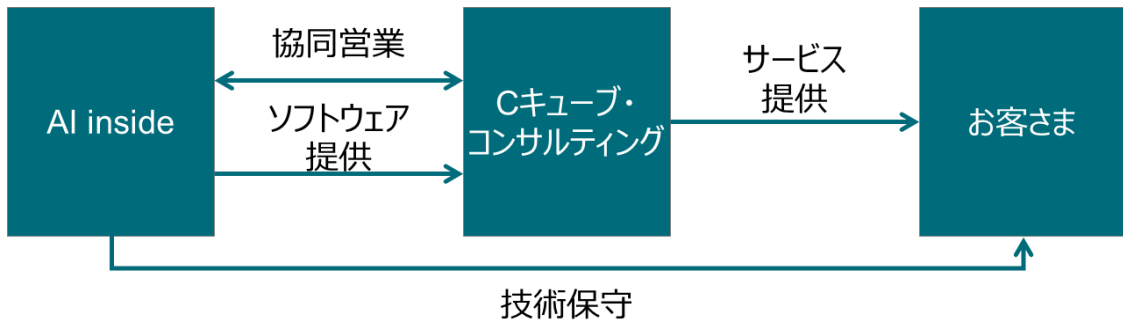 協同営業
AI inside
ソフトウェア
提供
Cキューブ・
コンサルティング
サービス
提供
お客さま
技術保守